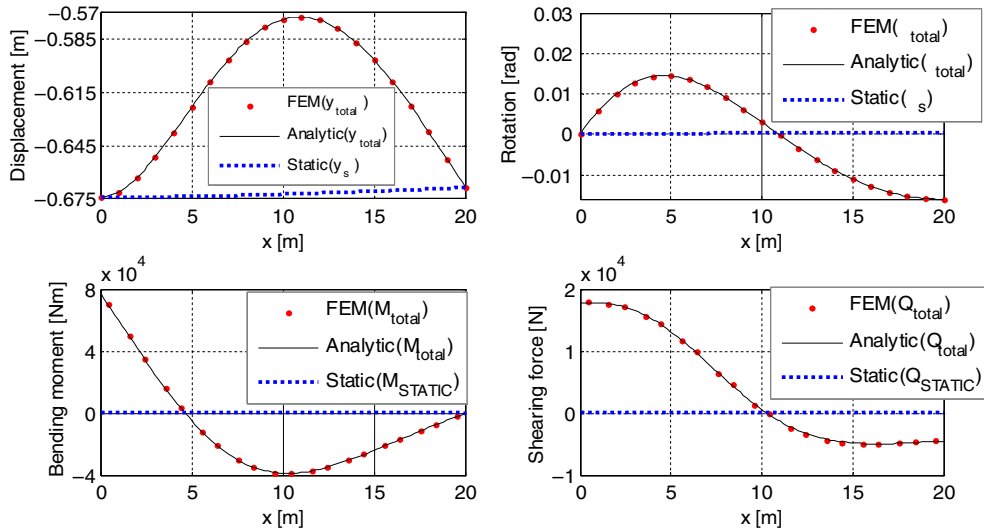 −0.57
−0.585
−0.615
−0.645
−0.675
Displacement [m]
FEM(y_total)
Analytic(y_total)
Static(y_s)
0 5 10 15 20
x [m]
0.03
0.02
0.01
0
−0.01
Rotation [rad]
FEM( _total)
Analytic( _total)
Static( _s)
0 5 10 15 20
x [m]
x 10^4
8
4
0
−4
Bending moment [Nm]
FEM(M_total)
Analytic(M_total)
Static(M_STATIC)
0 5 10 15 20
x [m]
x 10^4
2
1
0
−1
Shearing force [N]
FEM(Q_total)
Analytic(Q_total)
Static(Q_STATIC)
0 5 10 15 20
x [m]